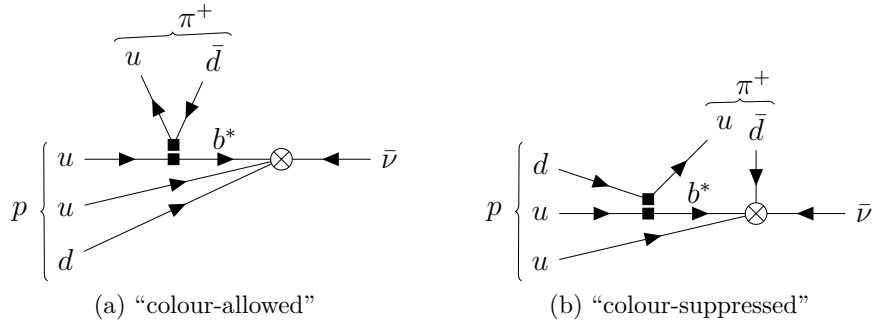 π⁺
u d̄
b*
p u ν̄
u
d
(a) “colour-allowed”
π⁺
u d̄
d
b*
p u ν̄
u
(b) “colour-suppressed”